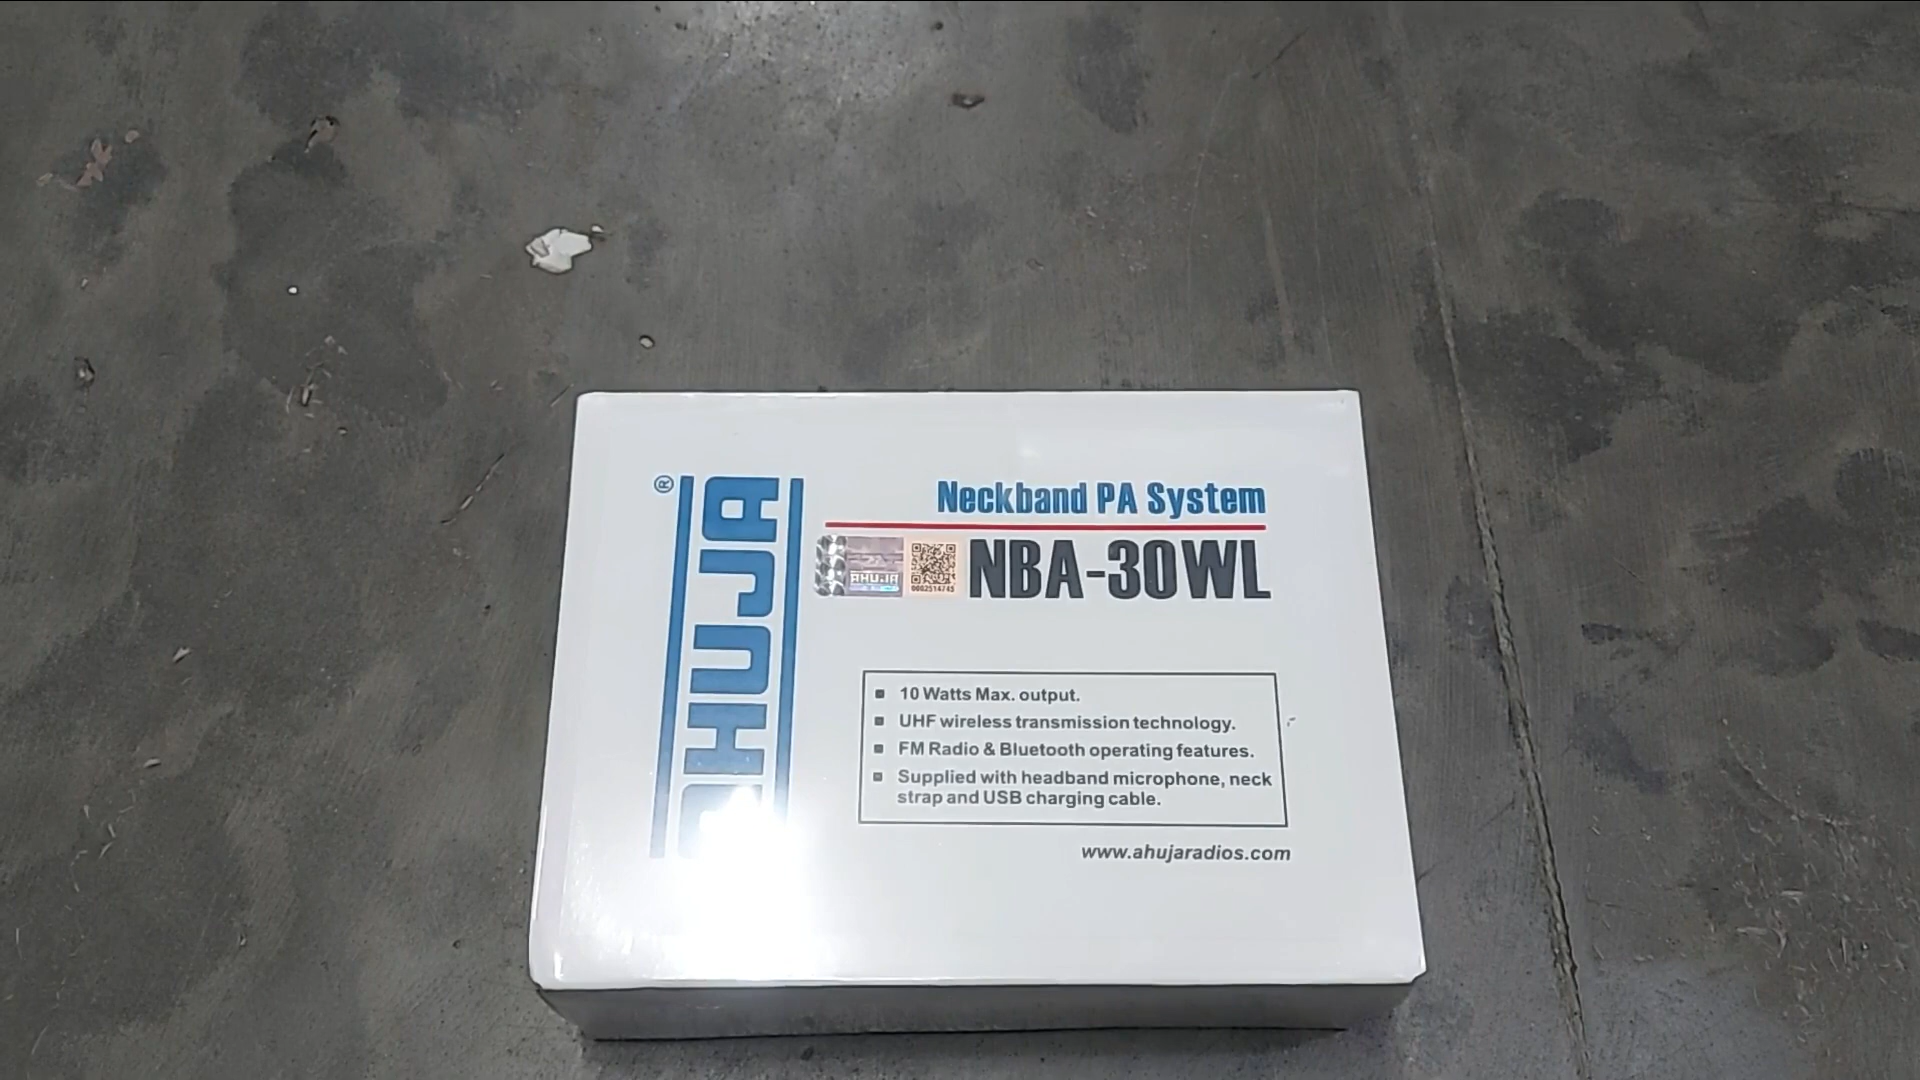 AHUJA®
Neckband PA System
NBA-30WL
AHUJA
0002514745
▪ 10 Watts Max. output.
▪ UHF wireless transmission technology.
▪ FM Radio & Bluetooth operating features.
▪ Supplied with headband microphone, neck
strap and USB charging cable.
www.ahujaradios.com